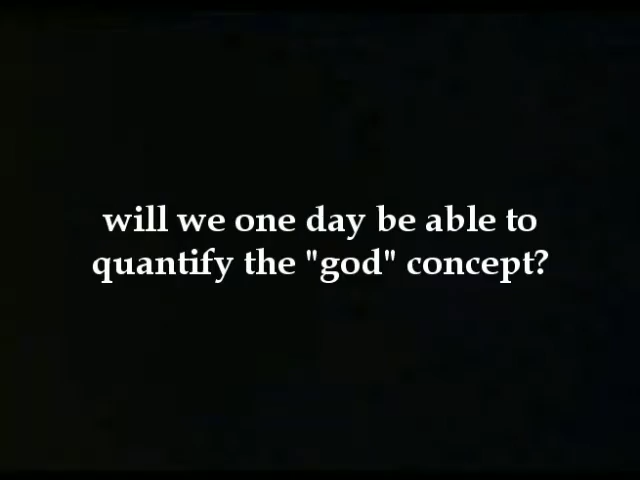 will we one day be able to
quantify the "god" concept?